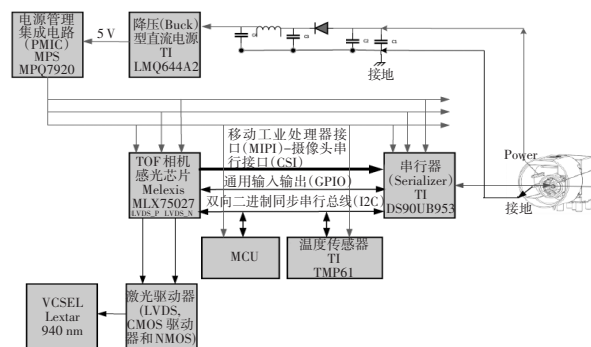 电源管理
集成电路
(PMIC)
MPS
MPQ7920
5 V
降压(Buck)
型直流电源
TI
LMQ644A2
接地
移动工业处理器接
口(MIPI)-摄像头串
行接口(CSI)
TOF 相机
感光芯片
Melexis
MLX75027
LVDS_P LVDS_N
通用输入输出(GPIO)
双向二进制同步串行总线(I2C)
串行器
(Serializer)
TI
DS90UB953
Power
接地
MCU
温度传感器
TI
TMP61
VCSEL
Lextar
940 nm
激光驱动器
(LVDS,
CMOS 驱动
器和NMOS)